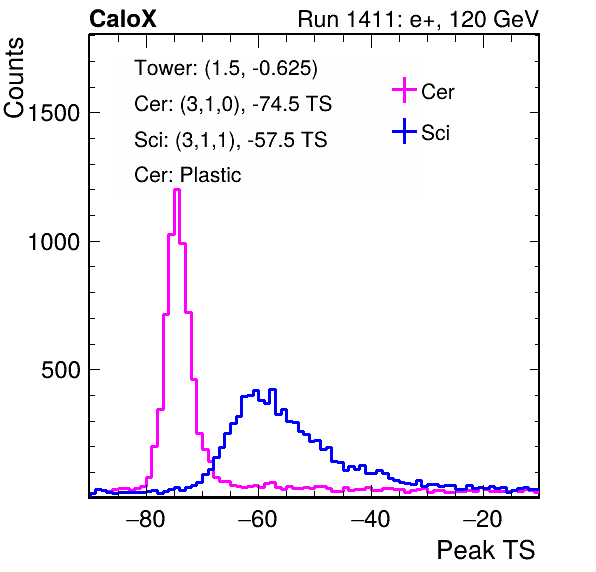 CaloX Run 1411: e+, 120 GeV
Counts
Tower: (1.5, -0.625)
Cer: (3,1,0), -74.5 TS
Sci: (3,1,1), -57.5 TS
Cer: Plastic
Cer
Sci
1500
1000
500
−80 −60 −40 −20
Peak TS